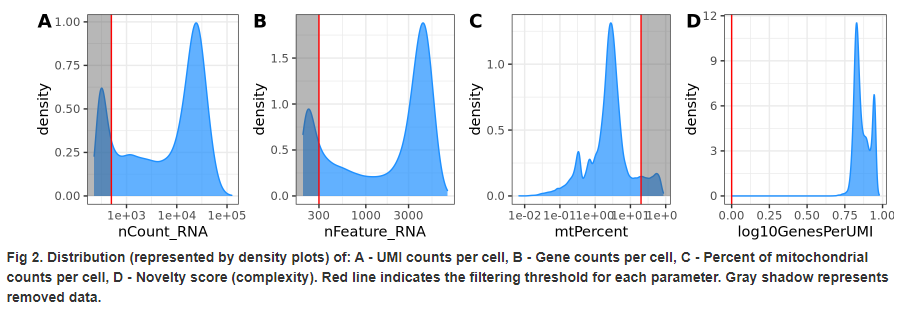 A
B
C
D
1.00
0.75
0.50
0.25
0.00
density
1e+03 1e+04 1e+05
nCount_RNA
1.5
1.0
0.5
0.0
density
300 1000 3000
nFeature_RNA
1.0
0.5
0.0
density
1e-02 1e-01 1e+00 1e+01 1e+0
mtPercent
12
9
6
3
0
density
0.00 0.25 0.50 0.75 1.00
log10GenesPerUMI
Fig 2. Distribution (represented by density plots) of: A - UMI counts per cell, B - Gene counts per cell, C - Percent of mitochondrial
counts per cell, D - Novelty score (complexity). Red line indicates the filtering threshold for each parameter. Gray shadow represents
removed data.